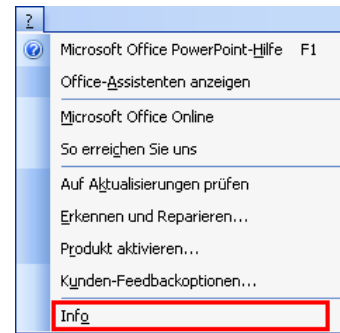 ?
Microsoft Office PowerPoint-Hilfe F1
Office-Assistenten anzeigen
Microsoft Office Online
So erreichen Sie uns
Auf Aktualisierungen prüfen
Erkennen und Reparieren...
Produkt aktivieren...
Kunden-Feedbackoptionen...
Info